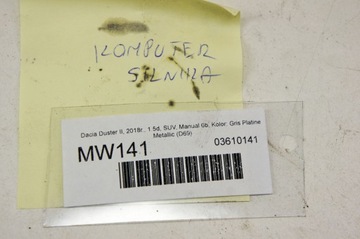 KOMPUTER
SILNIKA
Dacia Duster II, 2018r., 1.5d, SUV, Manual 6b, Kolor: Gris Platine
Metallic (D69)
MW141 03610141